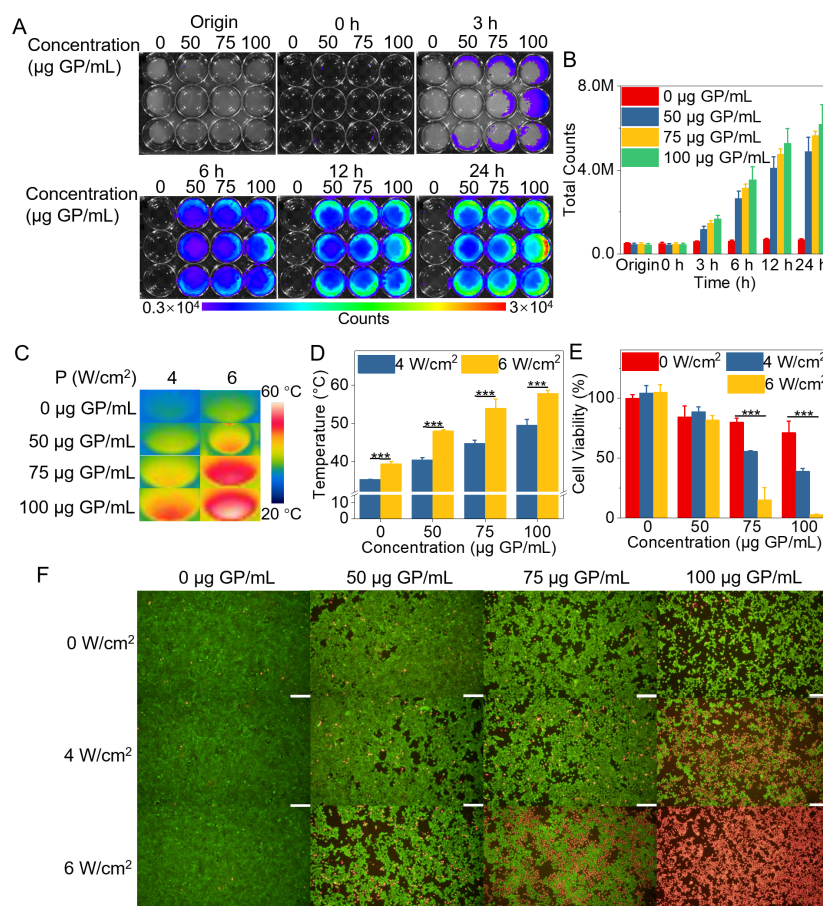 A
Origin 0 h 3 h
Concentration 0 50 75 100 0 50 75 100 0 50 75 100
(µg GP/mL)
6 h 12 h 24 h
Concentration 0 50 75 100 0 50 75 100 0 50 75 100
(µg GP/mL)
0.3×10⁴ 3×10⁴
Counts
B
8.0M
4.0M
0.0
Total Counts
0 µg GP/mL
50 µg GP/mL
75 µg GP/mL
100 µg GP/mL
Origin 0 h 3 h 6 h 12 h 24 h
Time (h)
C
P (W/cm²) 4 6
0 µg GP/mL
50 µg GP/mL
75 µg GP/mL
100 µg GP/mL
60 °C
20 °C
D
4 W/cm² 6 W/cm²
Temperature (°C)
60
50
40
10
0
*** *** *** ***
0 50 75 100
Concentration (µg GP/mL)
E
0 W/cm² 4 W/cm²
6 W/cm²
Cell Viability (%)
100
50
0
*** ***
0 50 75 100
Concentration (µg GP/mL)
F
0 µg GP/mL 50 µg GP/mL 75 µg GP/mL 100 µg GP/mL
0 W/cm²
4 W/cm²
6 W/cm²